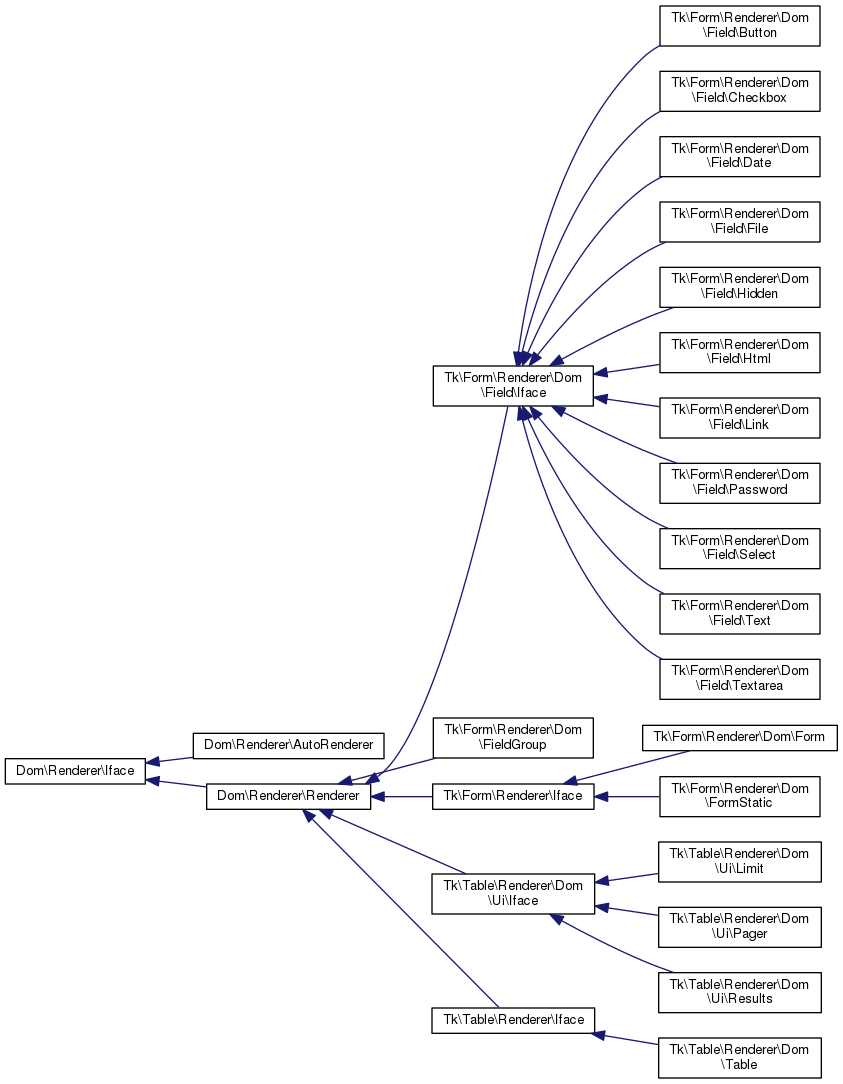 Tk\Form\Renderer\Dom
\Field\Button
Tk\Form\Renderer\Dom
\Field\Checkbox
Tk\Form\Renderer\Dom
\Field\Date
Tk\Form\Renderer\Dom
\Field\File
Tk\Form\Renderer\Dom
\Field\Hidden
Tk\Form\Renderer\Dom
\Field\Html
Tk\Form\Renderer\Dom
\Field\Iface
Tk\Form\Renderer\Dom
\Field\Link
Tk\Form\Renderer\Dom
\Field\Password
Tk\Form\Renderer\Dom
\Field\Select
Tk\Form\Renderer\Dom
\Field\Text
Tk\Form\Renderer\Dom
\Field\Textarea
Dom\Renderer\Iface
Dom\Renderer\AutoRenderer
Dom\Renderer\Renderer
Tk\Form\Renderer\Dom
\FieldGroup
Tk\Form\Renderer\Iface
Tk\Form\Renderer\Dom\Form
Tk\Form\Renderer\Dom
\FormStatic
Tk\Table\Renderer\Dom
\Ui\Iface
Tk\Table\Renderer\Dom
\Ui\Limit
Tk\Table\Renderer\Dom
\Ui\Pager
Tk\Table\Renderer\Dom
\Ui\Results
Tk\Table\Renderer\Iface
Tk\Table\Renderer\Dom
\Table